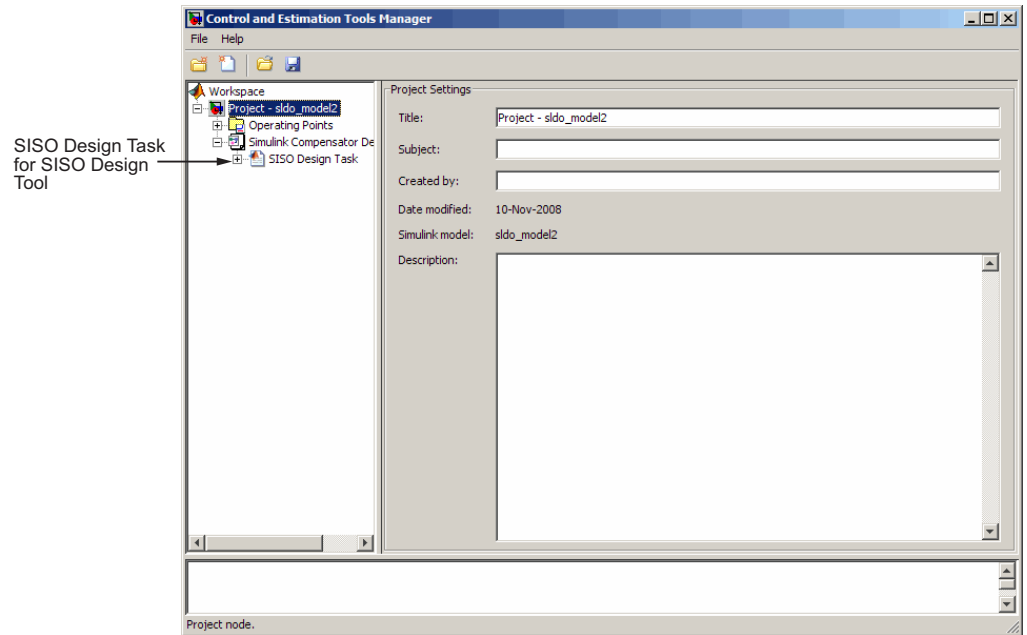 Control and Estimation Tools Manager
File Help
Workspace
Project - sldo_model2
Operating Points
Simulink Compensator De
SISO Design Task
SISO Design Task
for SISO Design
Tool
Project Settings
Title: Project - sldo_model2
Subject:
Created by:
Date modified: 10-Nov-2008
Simulink model: sldo_model2
Description:
Project node.